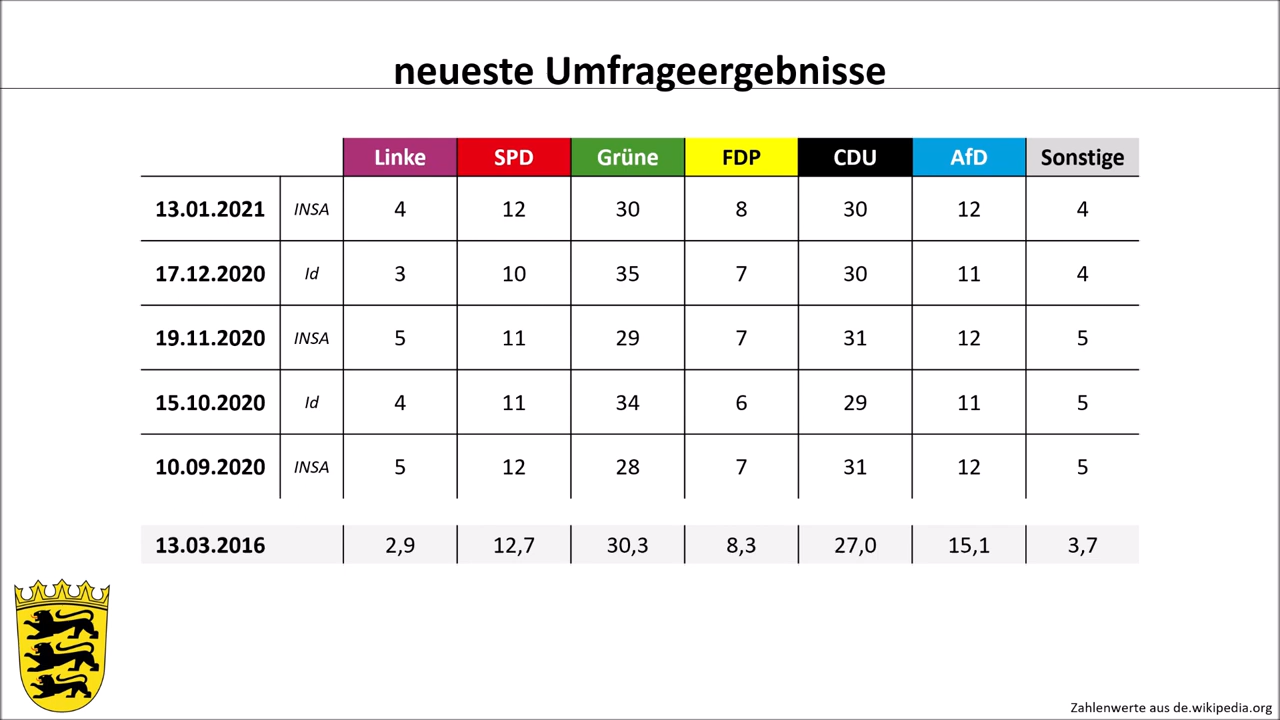 neueste Umfrageergebnisse
Linke SPD Grüne FDP CDU AfD Sonstige
13.01.2021 INSA 4 12 30 8 30 12 4
17.12.2020 Id 3 10 35 7 30 11 4
19.11.2020 INSA 5 11 29 7 31 12 5
15.10.2020 Id 4 11 34 6 29 11 5
10.09.2020 INSA 5 12 28 7 31 12 5
13.03.2016 2,9 12,7 30,3 8,3 27,0 15,1 3,7
Zahlenwerte aus de.wikipedia.org